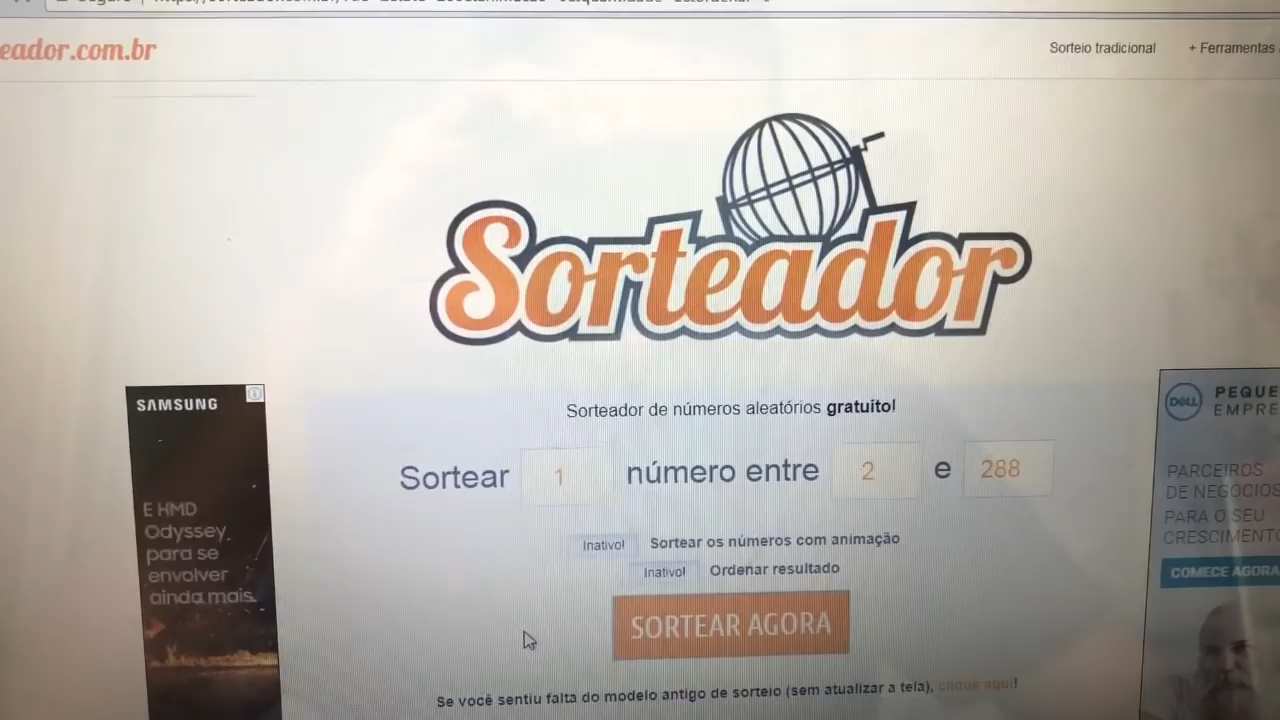 eador.com.br
Sorteio tradicional
+ Ferramentas
Sorteador
SAMSUNG
E HMD
Odyssey.
para se
envolver
ainda mais.
Sorteador de números aleatórios gratuito!
Sortear 1 número entre 2 e 288
Inativo! Sortear os números com animação
Inativo! Ordenar resultado
SORTEAR AGORA
Se você sentiu falta do modelo antigo de sorteio (sem atualizar a tela), clique aqui!
DELL
PEQUE
EMPRE
PARCEIROS
DE NEGÓCIOS
PARA O SEU
CRESCIMENTO
COMECE AGORA